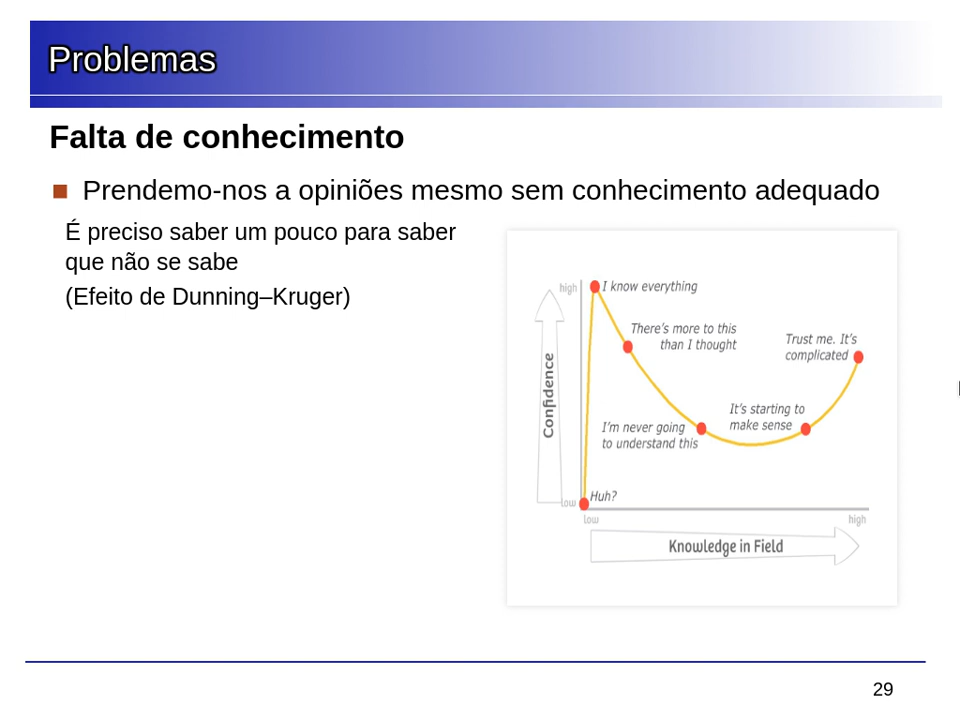 Problemas
Falta de conhecimento
Prendemo-nos a opiniões mesmo sem conhecimento adequado
É preciso saber um pouco para saber
que não se sabe
(Efeito de Dunning–Kruger)
high
I know everything
There's more to this
than I thought
Trust me. It's
complicated
Confidence
It's starting to
make sense
I'm never going
to understand this
low
Huh?
low
high
Knowledge in Field
29